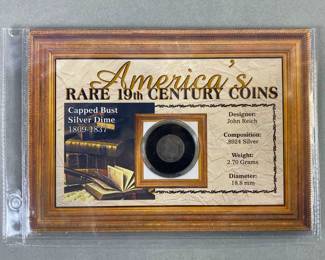 America's
RARE 19th CENTURY COINS
Capped Bust
Silver Dime
1809-1837
Designer:
John Reich
Composition:
.8924 Silver
Weight:
2.70 Grams
Diameter:
18.8 mm